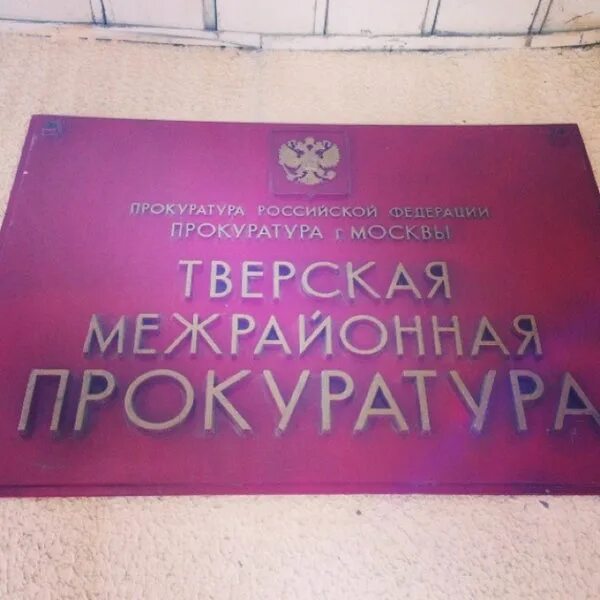 ПРОКУРАТУРА РОССИЙСКОЙ ФЕДЕРАЦИИ
ПРОКУРАТУРА г. МОСКВЫ
ТВЕРСКАЯ
МЕЖРАЙОННАЯ
ПРОКУРАТУРА